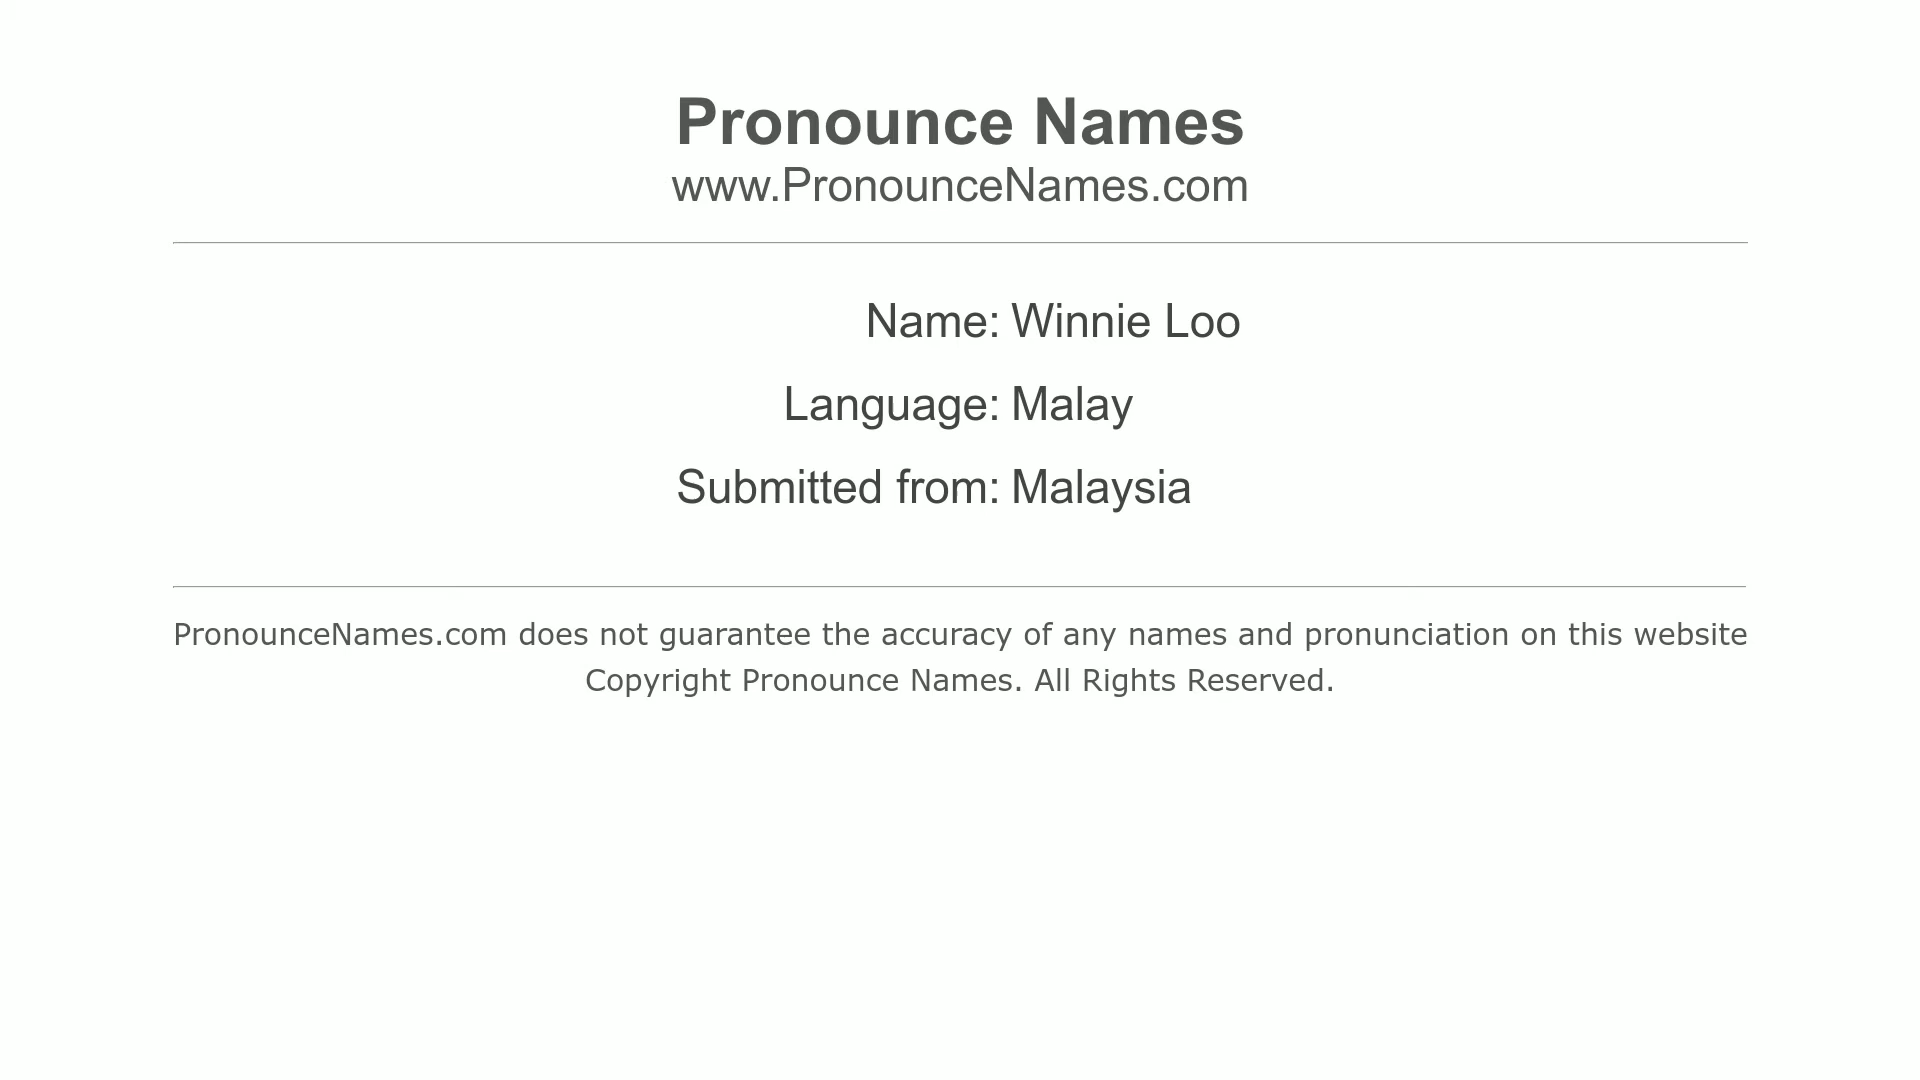 Pronounce Names
www.PronounceNames.com
Name: Winnie Loo
Language: Malay
Submitted from: Malaysia
PronounceNames.com does not guarantee the accuracy of any names and pronunciation on this website
Copyright Pronounce Names. All Rights Reserved.